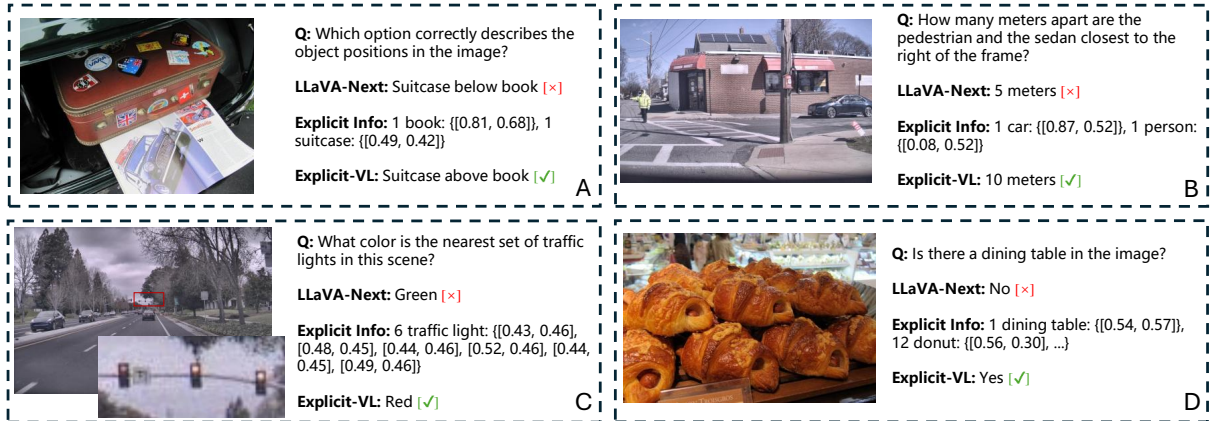 Q: Which option correctly describes the
object positions in the image?
LLaVA-Next: Suitcase below book [×]
Explicit Info: 1 book: {[0.81, 0.68]}, 1
suitcase: {[0.49, 0.42]}
Explicit-VL: Suitcase above book [✓]
A
Q: How many meters apart are the
pedestrian and the sedan closest to the
right of the frame?
LLaVA-Next: 5 meters [×]
Explicit Info: 1 car: {[0.87, 0.52]}, 1 person:
{[0.08, 0.52]}
Explicit-VL: 10 meters [✓]
B
Q: What color is the nearest set of traffic
lights in this scene?
LLaVA-Next: Green [×]
Explicit Info: 6 traffic light: {[0.43, 0.46],
[0.48, 0.45], [0.44, 0.46], [0.52, 0.46], [0.44,
0.45], [0.49, 0.46]}
Explicit-VL: Red [✓]
C
Q: Is there a dining table in the image?
LLaVA-Next: No [×]
Explicit Info: 1 dining table: {[0.54, 0.57]},
12 donut: {[0.56, 0.30], ...}
Explicit-VL: Yes [✓]
D